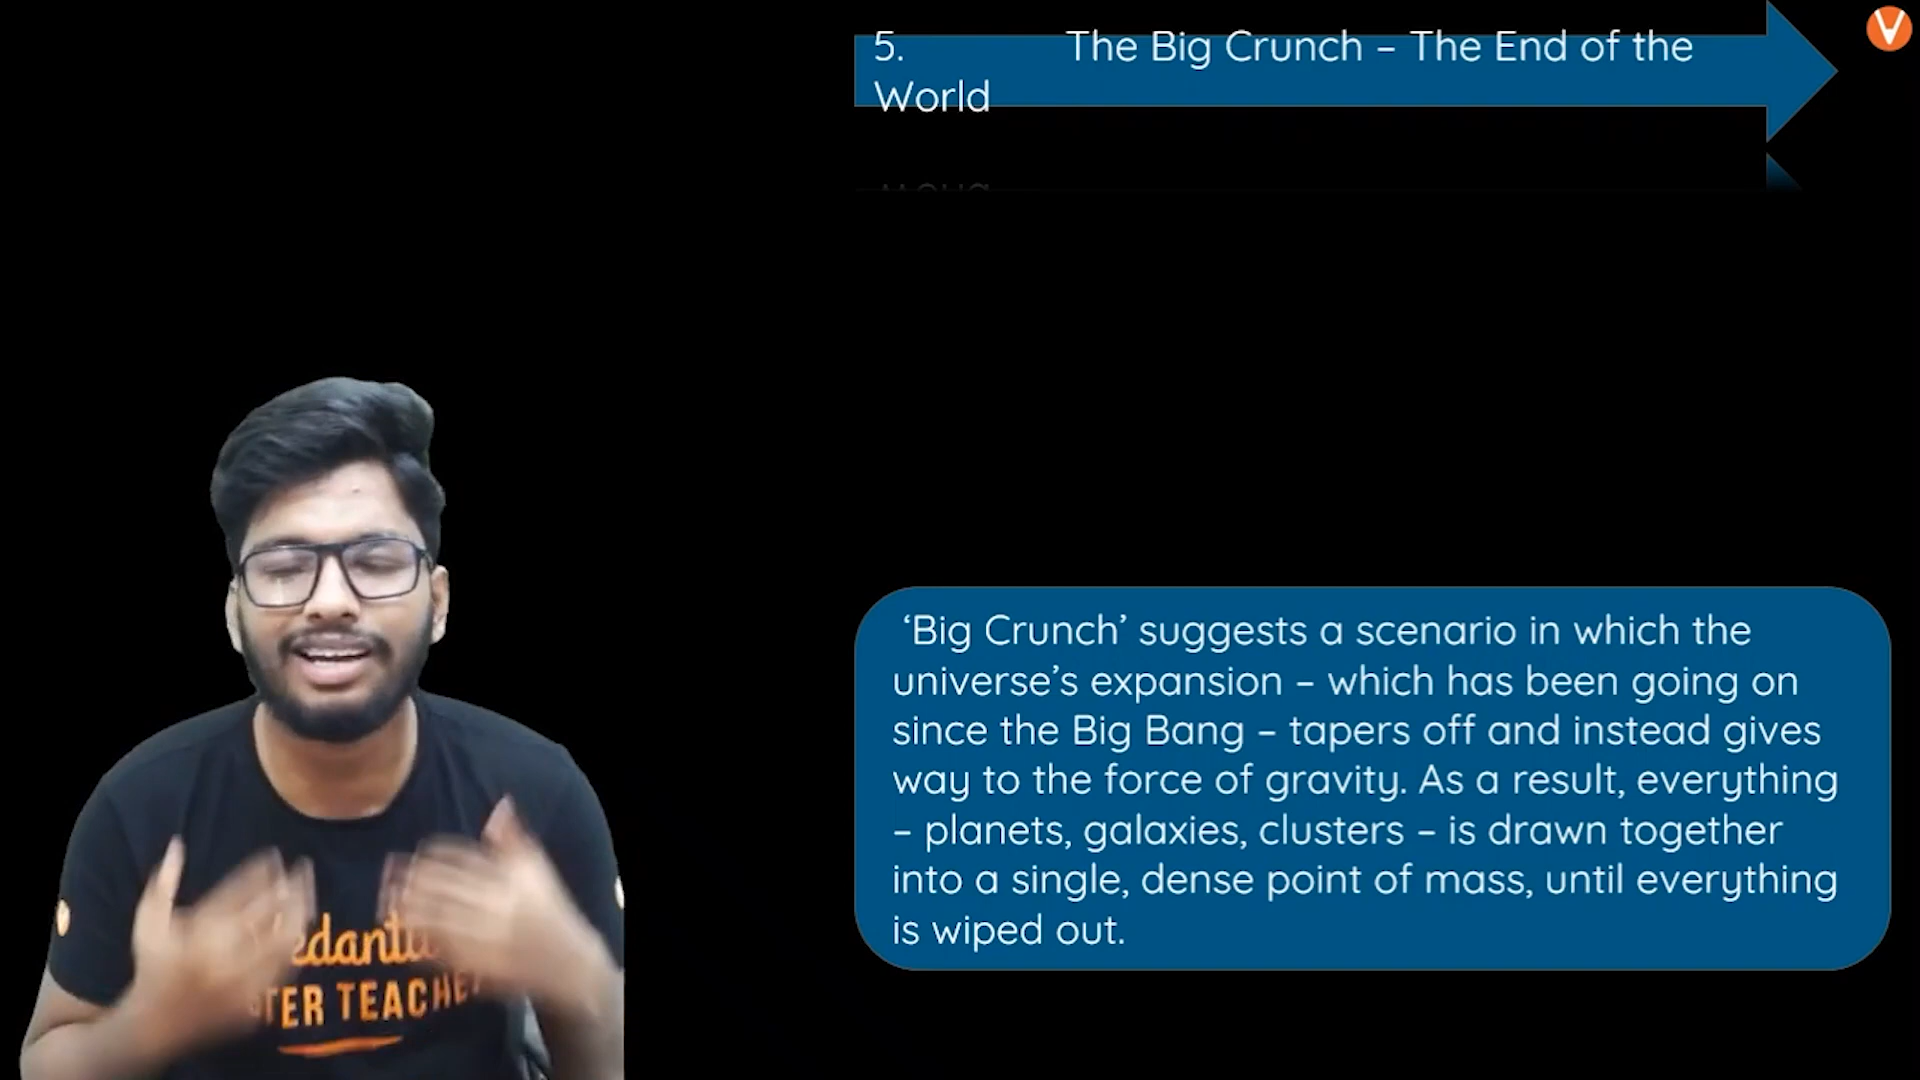 5. The Big Crunch – The End of the
World
‘Big Crunch’ suggests a scenario in which the
universe’s expansion – which has been going on
since the Big Bang – tapers off and instead gives
way to the force of gravity. As a result, everything
– planets, galaxies, clusters – is drawn together
into a single, dense point of mass, until everything
is wiped out.
TEACHER